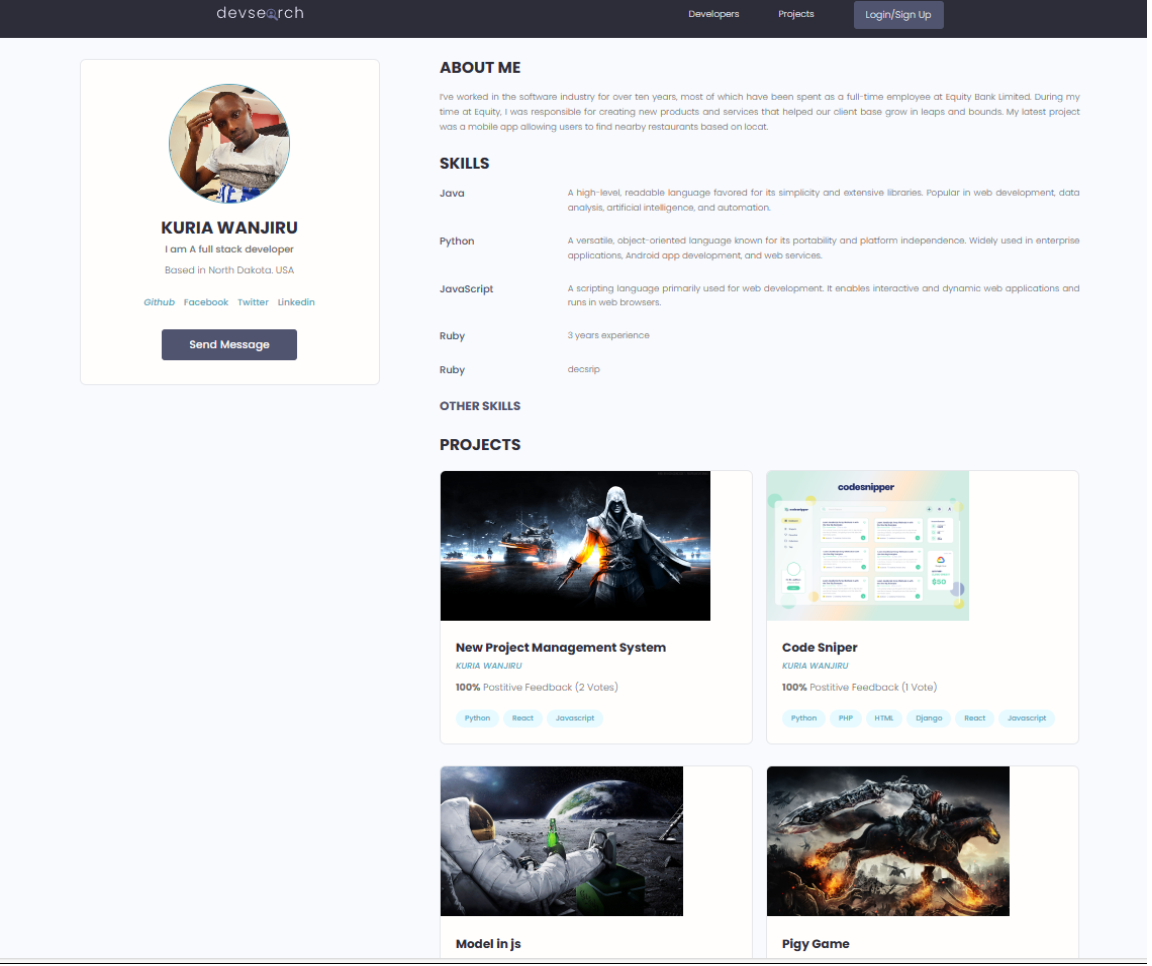 devsearch
Developers
Projects
Login/Sign Up
KURIA WANJIRU
I am A full stack developer
Based in North Dakota. USA
Github Facebook Twitter Linkedin
Send Message
ABOUT ME
I've worked in the software industry for over ten years, most of which have been spent as a full-time employee at Equity Bank Limited. During my
time at Equity, I was responsible for creating new products and services that helped our client base grow in leaps and bounds. My latest project
was a mobile app allowing users to find nearby restaurants based on locat.
SKILLS
Java
A high-level, readable language favored for its simplicity and extensive libraries. Popular in web development, data
analysis, artificial intelligence, and automation.
Python
A versatile, object-oriented language known for its portability and platform independence. Widely used in enterprise
applications, Android app development, and web services.
JavaScript
A scripting language primarily used for web development. It enables interactive and dynamic web applications and
runs in web browsers.
Ruby
3 years experience
Ruby
decsrip
OTHER SKILLS
PROJECTS
New Project Management System
KURIA WANJIRU
100% Postitive Feedback (2 Votes)
Python React Javascript
codesnipper
$50
Code Sniper
KURIA WANJIRU
100% Postitive Feedback (1 Vote)
Python PHP HTML Django React Javascript
Model in js
Pigy Game